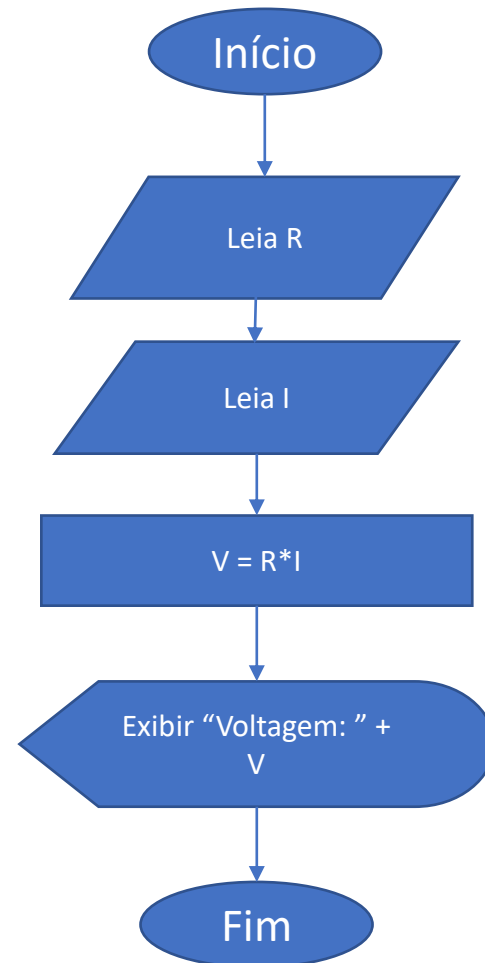 Início
Leia R
Leia I
V = R*I
Exibir “Voltagem: ” +
V
Fim